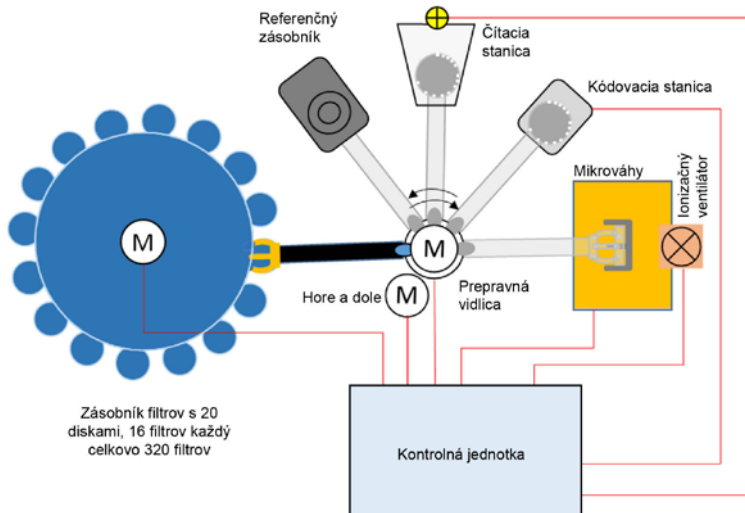 Referenčný
zásobník
Čítacia
stanica
Kódovacia stanica
Mikrováhy
Ionizačný
ventilátor
M
M
Hore a dole
M
Prepravná
vidlica
Zásobník filtrov s 20
diskami, 16 filtrov každý
celkovo 320 filtrov
Kontrolná jednotka